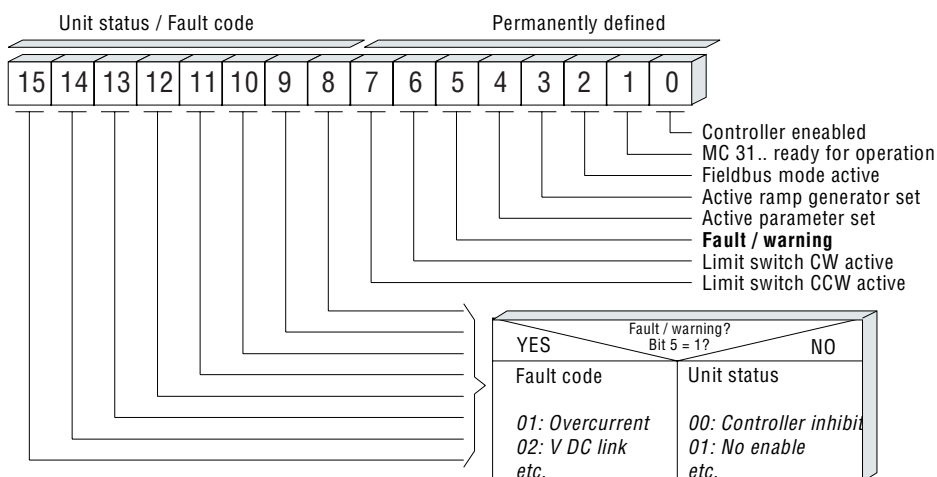 Unit status / Fault code Permanently defined
15 14 13 12 11 10 9 8 7 6 5 4 3 2 1 0
Controller eneabled
MC 31.. ready for operation
Fieldbus mode active
Active ramp generator set
Active parameter set
Fault / warning
Limit switch CW active
Limit switch CCW active
Fault / warning?
YES Bit 5 = 1? NO
Fault code Unit status
01: Overcurrent 00: Controller inhibit
02: V DC link 01: No enable
etc. etc.